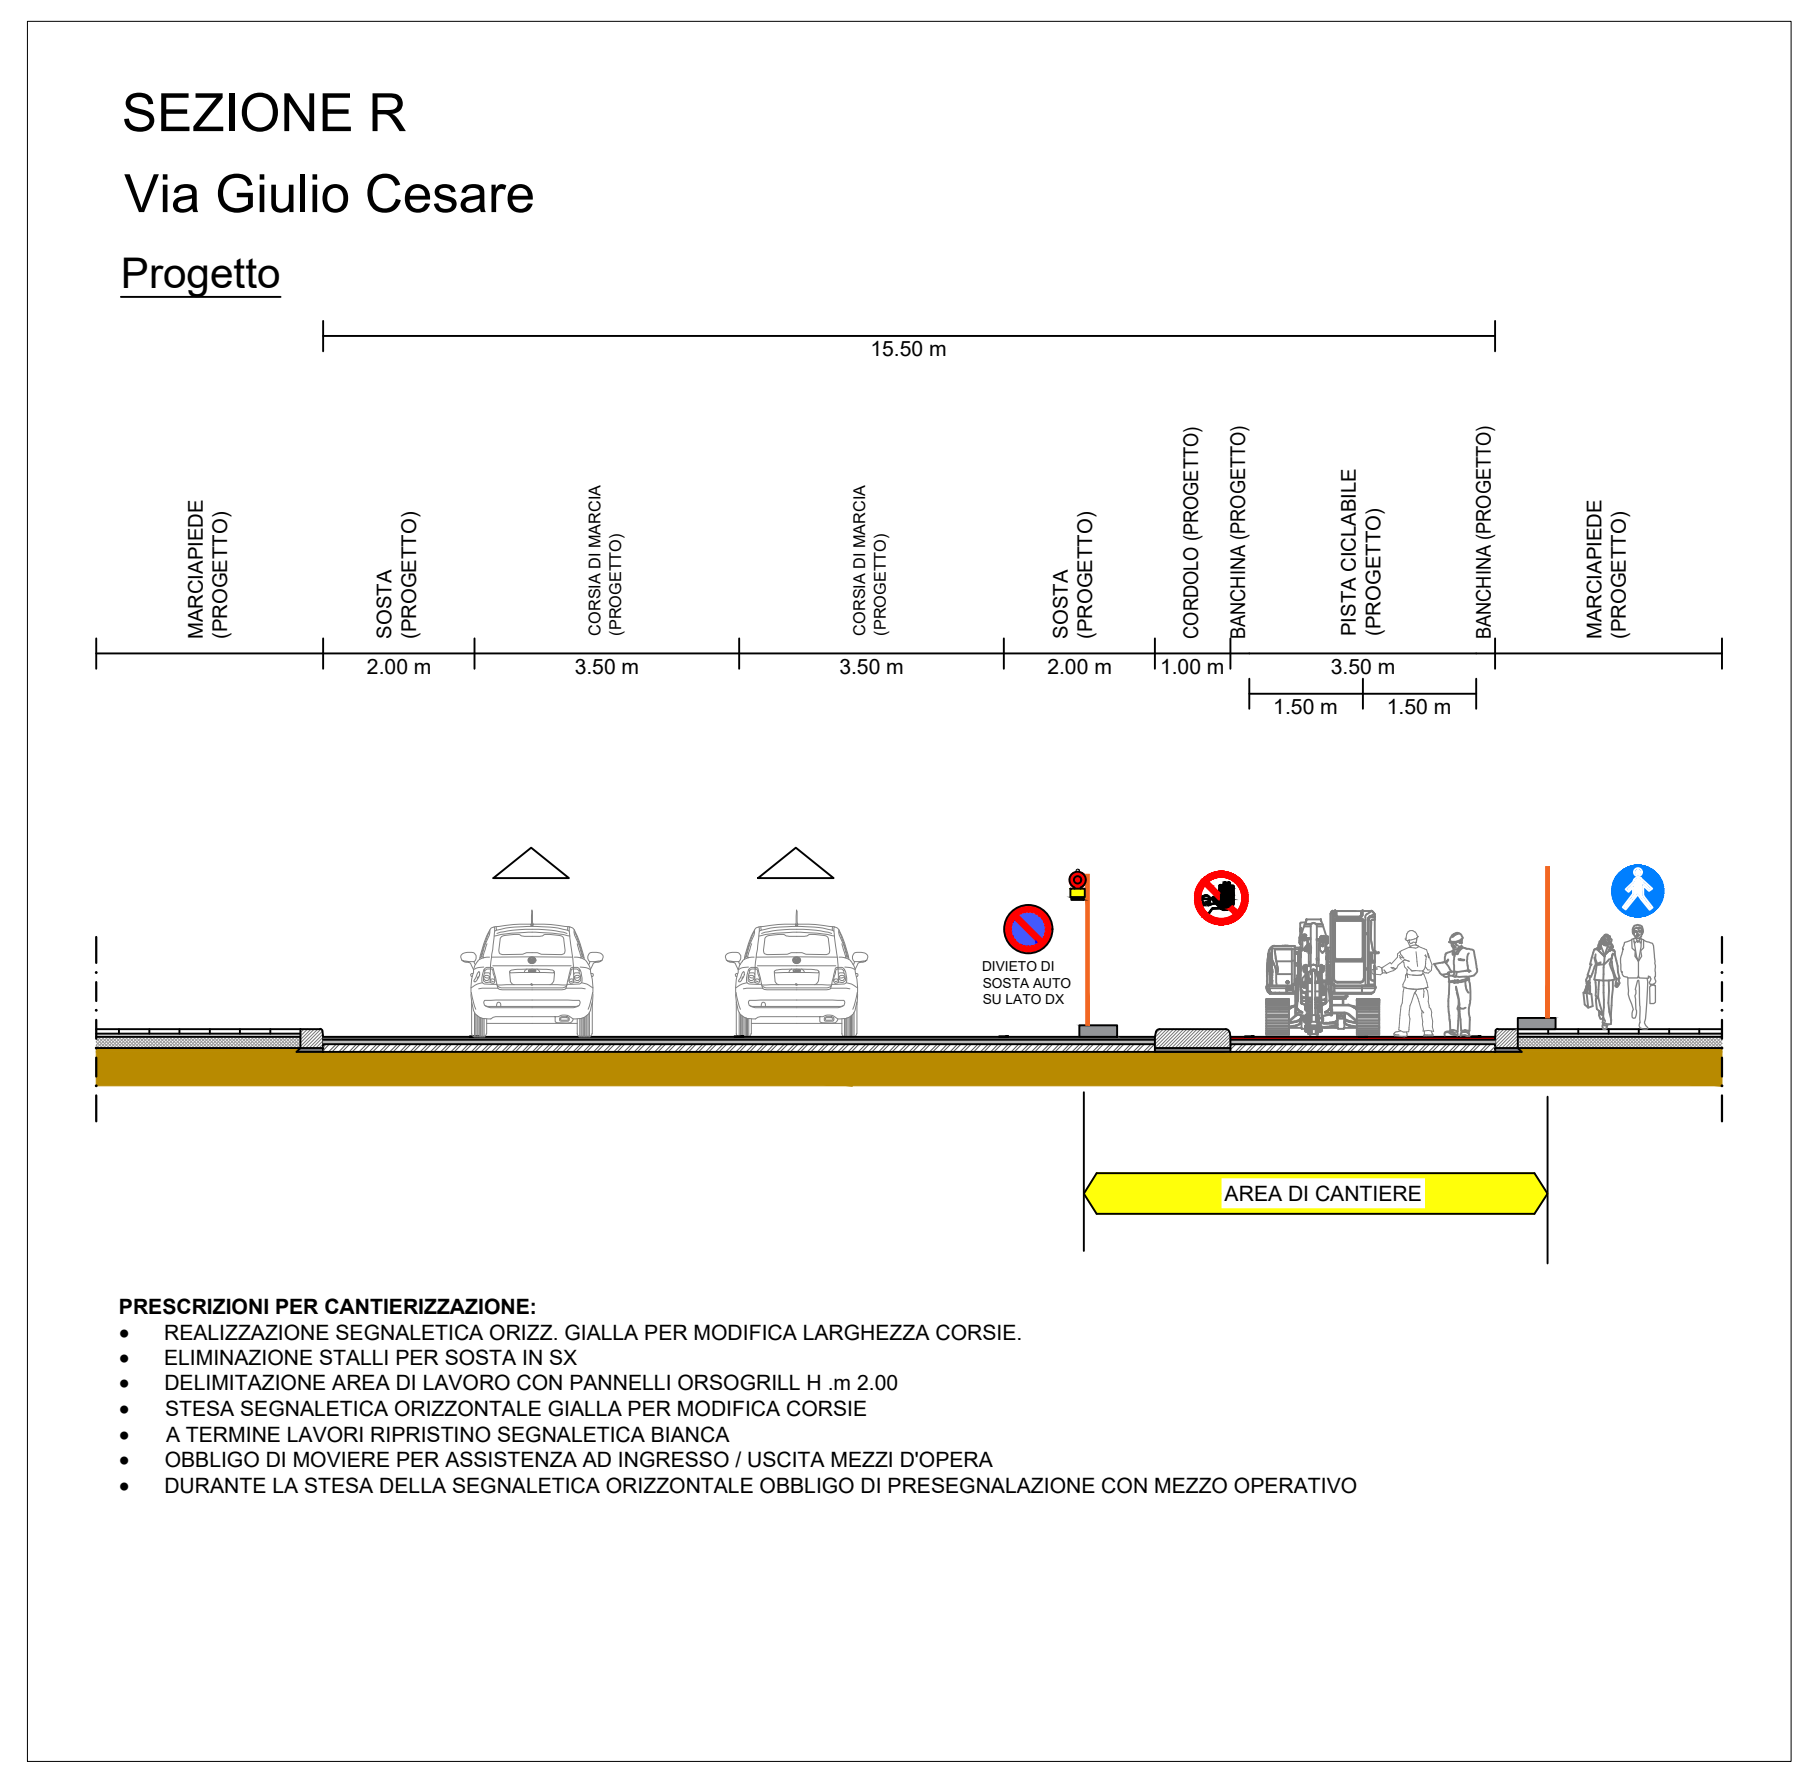 SEZIONE R
Via Giulio Cesare
Progetto
15.50 m
MARCIAPIEDE
(PROGETTO)
SOSTA
(PROGETTO)
CORSIA DI MARCIA
(PROGETTO)
CORSIA DI MARCIA
(PROGETTO)
SOSTA
(PROGETTO)
CORDOLO (PROGETTO)
BANCHINA (PROGETTO)
PISTA CICLABILE
(PROGETTO)
BANCHINA (PROGETTO)
MARCIAPIEDE
(PROGETTO)
2.00 m
3.50 m
3.50 m
2.00 m
1.00 m
3.50 m
1.50 m
1.50 m
DIVIETO DI
SOSTA AUTO
SU LATO DX
AREA DI CANTIERE
PRESCRIZIONI PER CANTIERIZZAZIONE:
• REALIZZAZIONE SEGNALETICA ORIZZ. GIALLA PER MODIFICA LARGHEZZA CORSIE.
• ELIMINAZIONE STALLI PER SOSTA IN SX
• DELIMITAZIONE AREA DI LAVORO CON PANNELLI ORSOGRILL H .m 2.00
• STESA SEGNALETICA ORIZZONTALE GIALLA PER MODIFICA CORSIE
• A TERMINE LAVORI RIPRISTINO SEGNALETICA BIANCA
• OBBLIGO DI MOVIERE PER ASSISTENZA AD INGRESSO / USCITA MEZZI D'OPERA
• DURANTE LA STESA DELLA SEGNALETICA ORIZZONTALE OBBLIGO DI PRESEGNALAZIONE CON MEZZO OPERATIVO